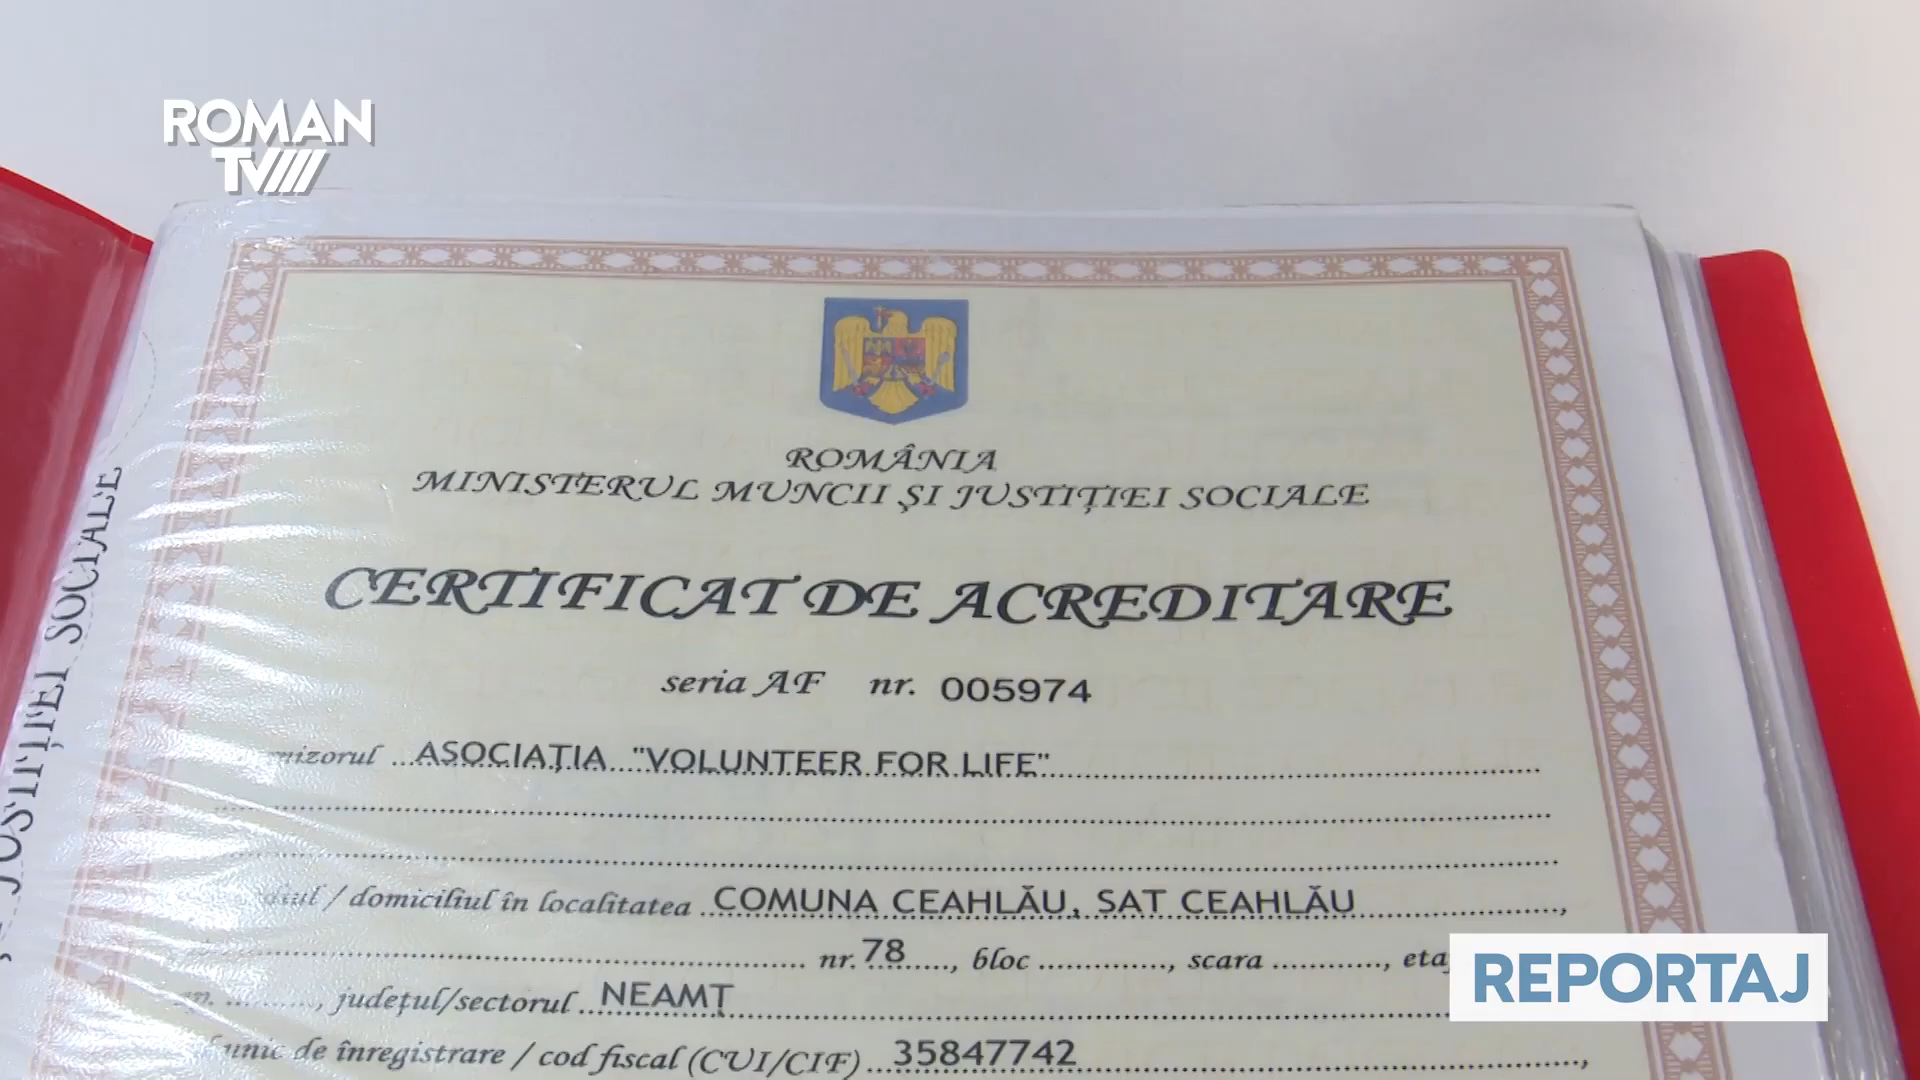 ROMAN
TV
ROMÂNIA
MINISTERUL MUNCII ȘI JUSTIȚIEI SOCIALE
CERTIFICAT DE ACREDITARE
seria AF nr. 005974
ASOCIAȚIA "VOLUNTEER FOR LIFE"
/ domiciliul în localitatea COMUNA CEAHLĂU, SAT CEAHLĂU,
nr. 78, bloc, scara
, județul/sectorul NEAMȚ
unic de înregistrare / cod fiscal (CUI/CIF) 35847742,
JUSTIȚIEI SOCIALE
REPORTAJ